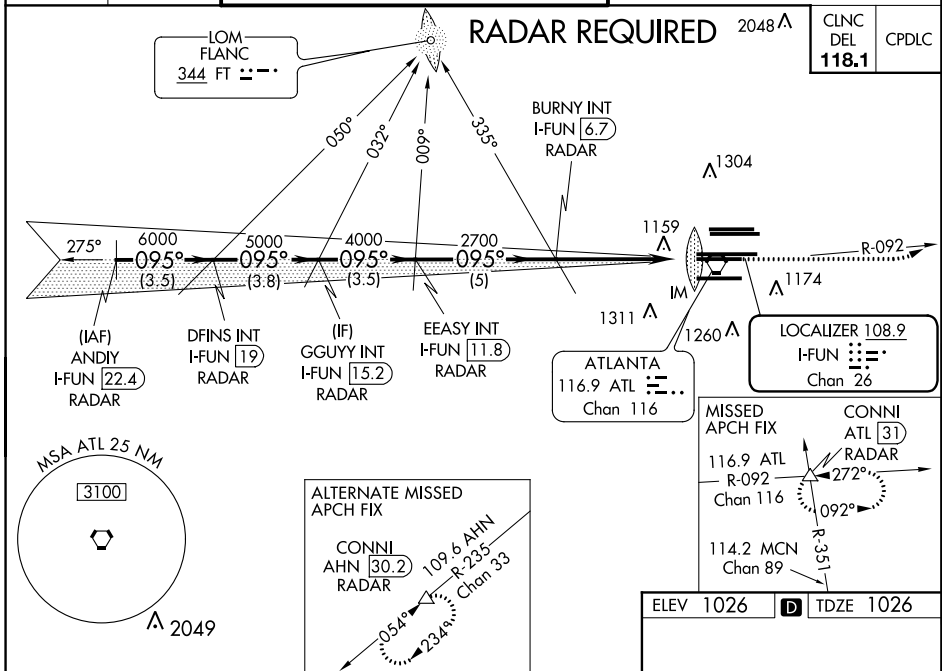 RADAR REQUIRED
2048
CLNC
DEL
118.1
CPDLC
LOM
FLANC
344 FT
BURNY INT
I-FUN 6.7
RADAR
050°
032°
009°
335°
1304
1159
275°
6000
095°
(3.5)
5000
095°
(3.8)
4000
095°
(3.5)
2700
095°
(5)
R-092
IM
1174
1311
1260
(IAF)
ANDIY
I-FUN 22.4
RADAR
DFINS INT
I-FUN 19
RADAR
(IF)
GGUYY INT
I-FUN 15.2
RADAR
EEASY INT
I-FUN 11.8
RADAR
ATLANTA
116.9 ATL
Chan 116
LOCALIZER 108.9
I-FUN
Chan 26
MSA ATL 25 NM
3100
2049
ALTERNATE MISSED
APCH FIX
CONNI
AHN 30.2
RADAR
109.6 AHN
R-235
Chan 33
054°
234°
MISSED
APCH FIX
CONNI
ATL 31
RADAR
116.9 ATL
R-092
Chan 116
272°
092°
R-351
114.2 MCN
Chan 89
ELEV 1026
D
TDZE 1026